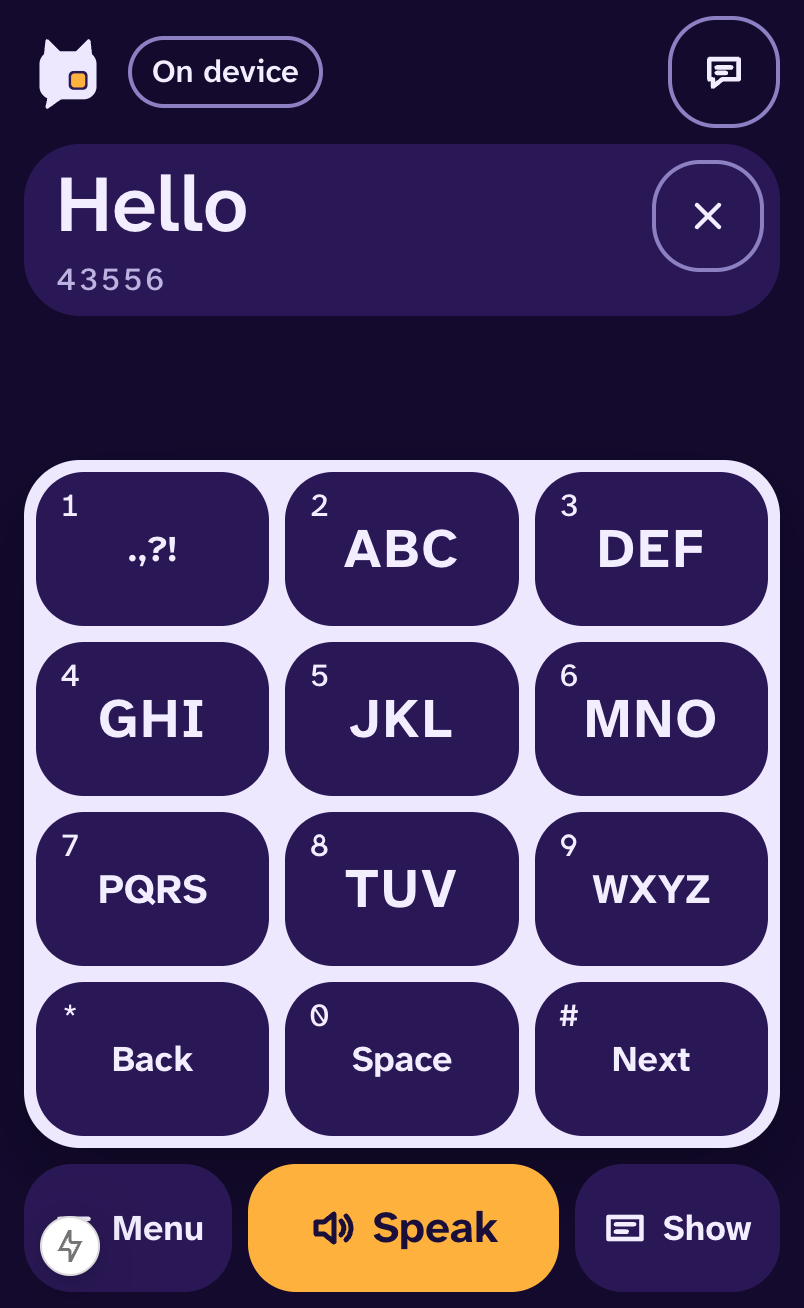 On device
Hello
43556
1
.,?!
2
ABC
3
DEF
4
GHI
5
JKL
6
MNO
7
PQRS
8
TUV
9
WXYZ
*
Back
0
Space
#
Next
Menu
Speak
Show